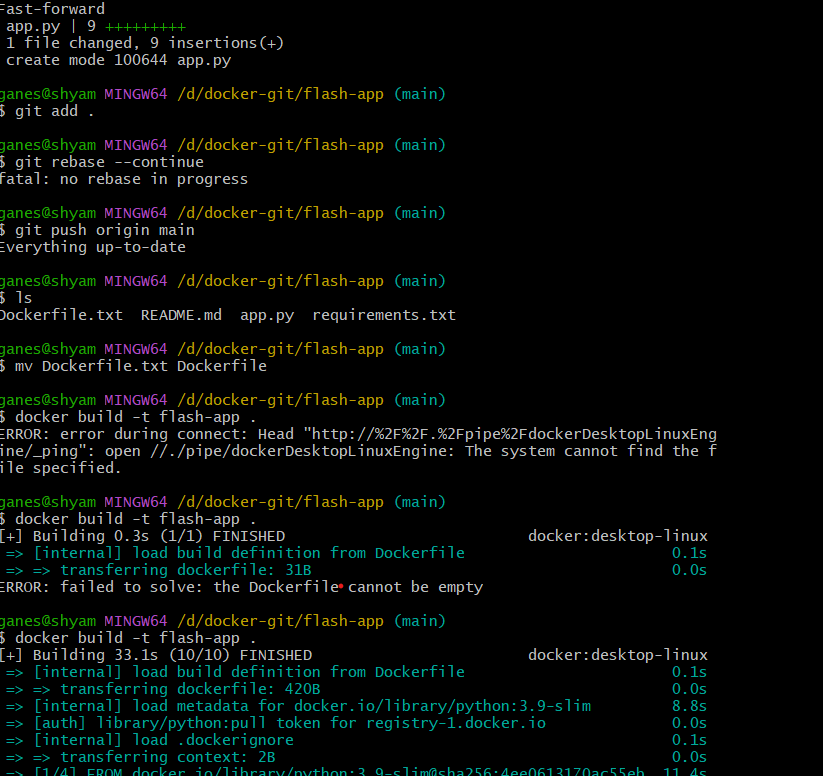 Fast-forward
app.py | 9 +++++++++
1 file changed, 9 insertions(+)
create mode 100644 app.py
ganes@shyam MINGW64 /d/docker-git/flash-app (main)
$ git add .
ganes@shyam MINGW64 /d/docker-git/flash-app (main)
$ git rebase --continue
fatal: no rebase in progress
ganes@shyam MINGW64 /d/docker-git/flash-app (main)
$ git push origin main
Everything up-to-date
ganes@shyam MINGW64 /d/docker-git/flash-app (main)
$ ls
Dockerfile.txt  README.md  app.py  requirements.txt
ganes@shyam MINGW64 /d/docker-git/flash-app (main)
$ mv Dockerfile.txt Dockerfile
ganes@shyam MINGW64 /d/docker-git/flash-app (main)
$ docker build -t flash-app .
ERROR: error during connect: Head "http://%2F%2F.%2Fpipe%2FdockerDesktopLinuxEng
ine/_ping": open //./pipe/dockerDesktopLinuxEngine: The system cannot find the f
ile specified.
ganes@shyam MINGW64 /d/docker-git/flash-app (main)
$ docker build -t flash-app .
[+] Building 0.3s (1/1) FINISHED docker:desktop-linux
=> [internal] load build definition from Dockerfile 0.1s
=> => transferring dockerfile: 31B 0.0s
ERROR: failed to solve: the Dockerfile cannot be empty
ganes@shyam MINGW64 /d/docker-git/flash-app (main)
$ docker build -t flash-app .
[+] Building 33.1s (10/10) FINISHED docker:desktop-linux
=> [internal] load build definition from Dockerfile 0.1s
=> => transferring dockerfile: 420B 0.0s
=> [internal] load metadata for docker.io/library/python:3.9-slim 8.8s
=> [auth] library/python:pull token for registry-1.docker.io 0.0s
=> [internal] load .dockerignore 0.1s
=> => transferring context: 2B 0.0s
=> [1/4] FROM docker.io/library/python:3.9-slim@sha256:4ee0613170ac55eb 11.4s